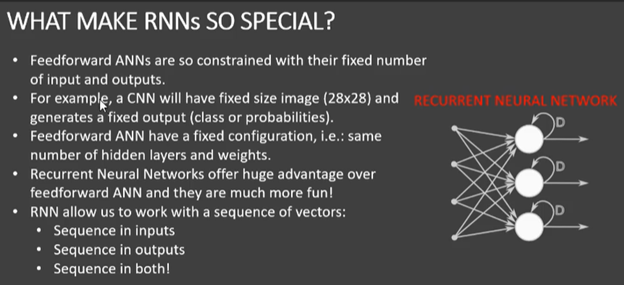 WHAT MAKE RNNs SO SPECIAL?
• Feedforward ANNs are so constrained with their fixed number
of input and outputs.
• For example, a CNN will have fixed size image (28x28) and
generates a fixed output (class or probabilities).
• Feedforward ANN have a fixed configuration, i.e.: same
number of hidden layers and weights.
• Recurrent Neural Networks offer huge advantage over
feedforward ANN and they are much more fun!
• RNN allow us to work with a sequence of vectors:
• Sequence in inputs
• Sequence in outputs
• Sequence in both!
RECURRENT NEURAL NETWORK
D
D
D